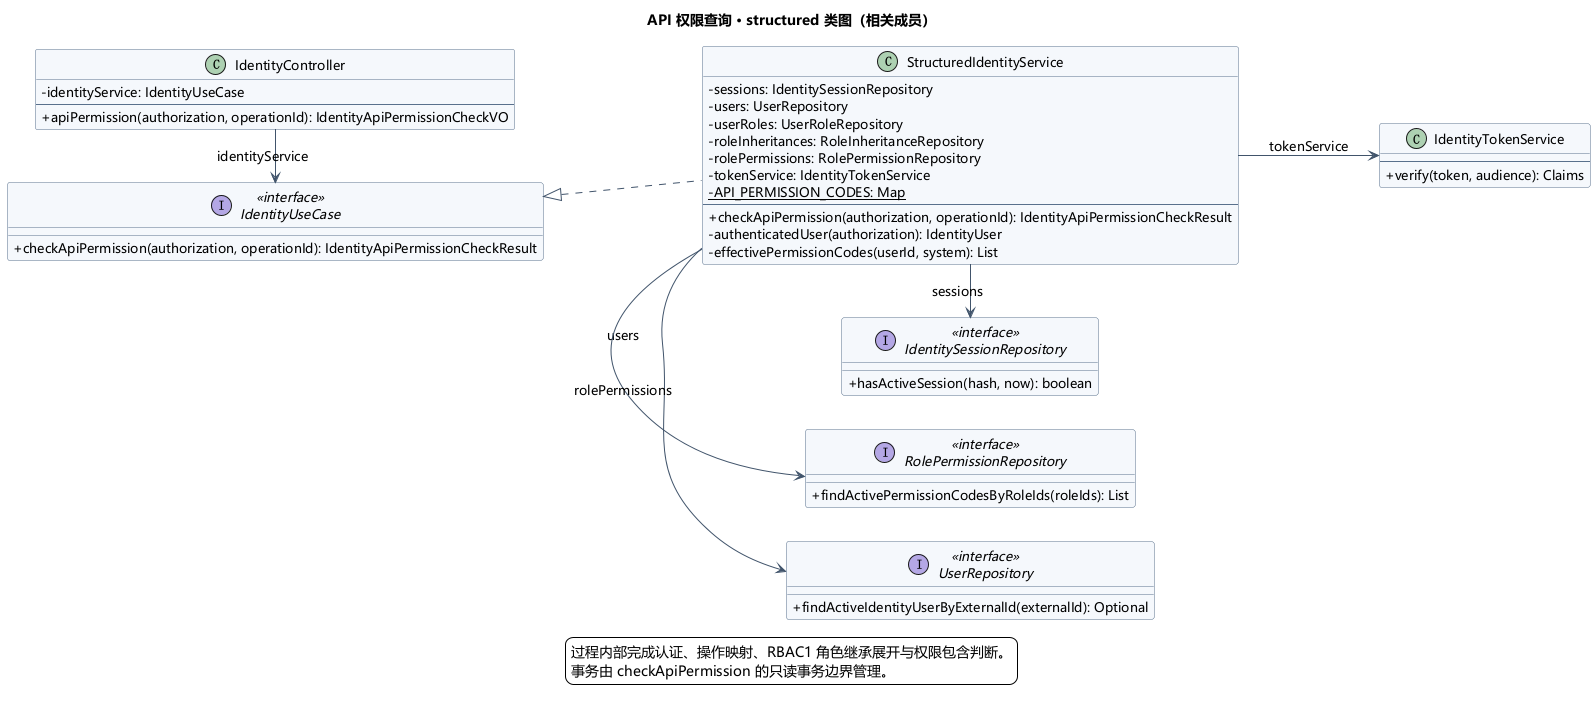 API 权限查询 · structured 类图（相关成员）
C IdentityController
-identityService: IdentityUseCase
+apiPermission(authorization, operationId): IdentityApiPermissionCheckVO
identityService
I «interface»
IdentityUseCase
+checkApiPermission(authorization, operationId): IdentityApiPermissionCheckResult
C StructuredIdentityService
-sessions: IdentitySessionRepository
-users: UserRepository
-userRoles: UserRoleRepository
-roleInheritances: RoleInheritanceRepository
-rolePermissions: RolePermissionRepository
-tokenService: IdentityTokenService
-API_PERMISSION_CODES: Map
+checkApiPermission(authorization, operationId): IdentityApiPermissionCheckResult
-authenticatedUser(authorization): IdentityUser
-effectivePermissionCodes(userId, system): List
tokenService
C IdentityTokenService
+verify(token, audience): Claims
sessions
I «interface»
IdentitySessionRepository
+hasActiveSession(hash, now): boolean
users
rolePermissions
I «interface»
RolePermissionRepository
+findActivePermissionCodesByRoleIds(roleIds): List
I «interface»
UserRepository
+findActiveIdentityUserByExternalId(externalId): Optional
过程内部完成认证、操作映射、RBAC1 角色继承展开与权限包含判断。
事务由 checkApiPermission 的只读事务边界管理。